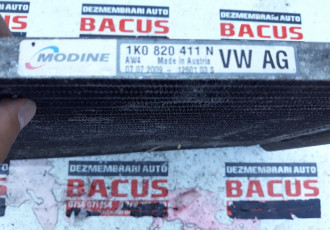 DEZMEMBRARI AUTO
BACUS
MODINE
1K0 820 411 N
AW4 Made in Austria
VW AG
DEZMEMBRARI AUTO
BACUS
DEZMEMBRARI AUTO
BACUS
DEZMEMBRARI AUTO
BACUS